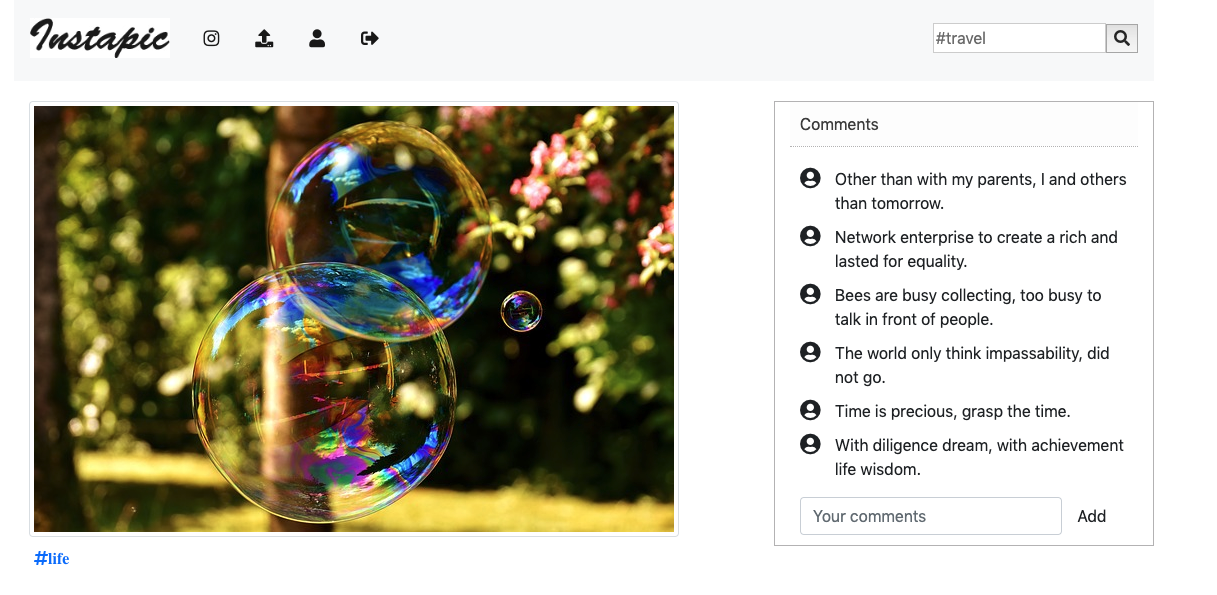 Instapic
#travel
Comments
Other than with my parents, I and others
than tomorrow.
Network enterprise to create a rich and
lasted for equality.
Bees are busy collecting, too busy to
talk in front of people.
The world only think impassability, did
not go.
Time is precious, grasp the time.
With diligence dream, with achievement
life wisdom.
Your comments
Add
#life